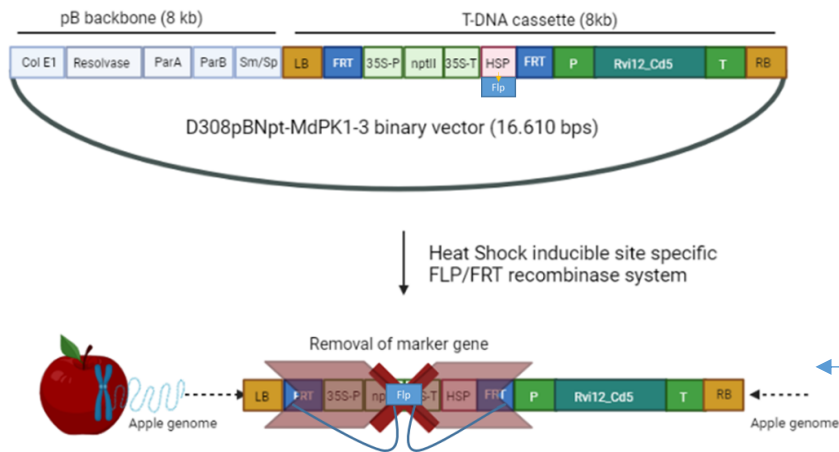 pB backbone (8 kb) T-DNA cassette (8kb)
Col E1 Resolvase ParA ParB Sm/Sp LB FRT 35S-P nptII 35S-T HSP FRT P Rvi12_Cd5 T RB
Flp
D308pBNpt-MdPK1-3 binary vector (16.610 bps)
Heat Shock inducible site specific
FLP/FRT recombinase system
Removal of marker gene
LB FRT 35S-P Flp S-T HSP FRT P Rvi12_Cd5 T RB
Apple genome Apple genome